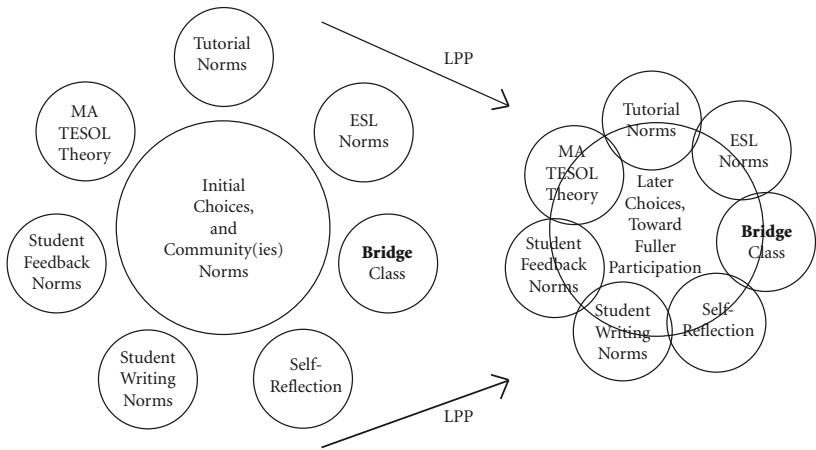 Tutorial
Norms
MA
TESOL
Theory
ESL
Norms
Initial
Choices,
and
Community(ies)
Norms
Student
Feedback
Norms
Bridge
Class
Student
Writing
Norms
Self-
Reflection
LPP
LPP
Tutorial
Norms
MA
TESOL
Theory
ESL
Norms
Later
Choices,
Toward
Fuller
Participation
Student
Feedback
Norms
Bridge
Class
Student
Writing
Norms
Self-
Reflection